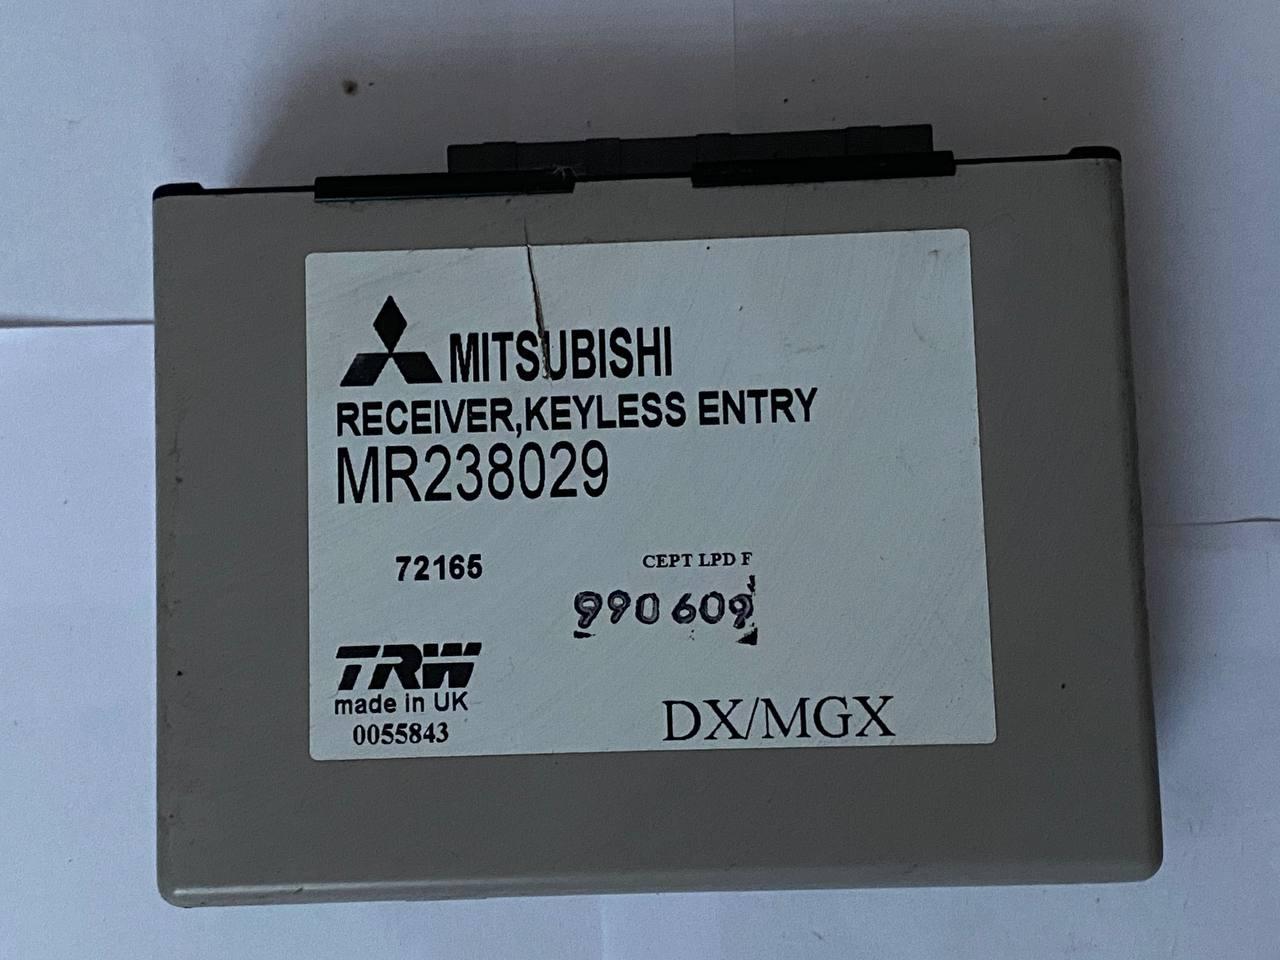 MITSUBISHI
RECEIVER,KEYLESS ENTRY
MR238029
72165
CEPT LPD F
990609
TRW
made in UK
0055843
DX/MGX